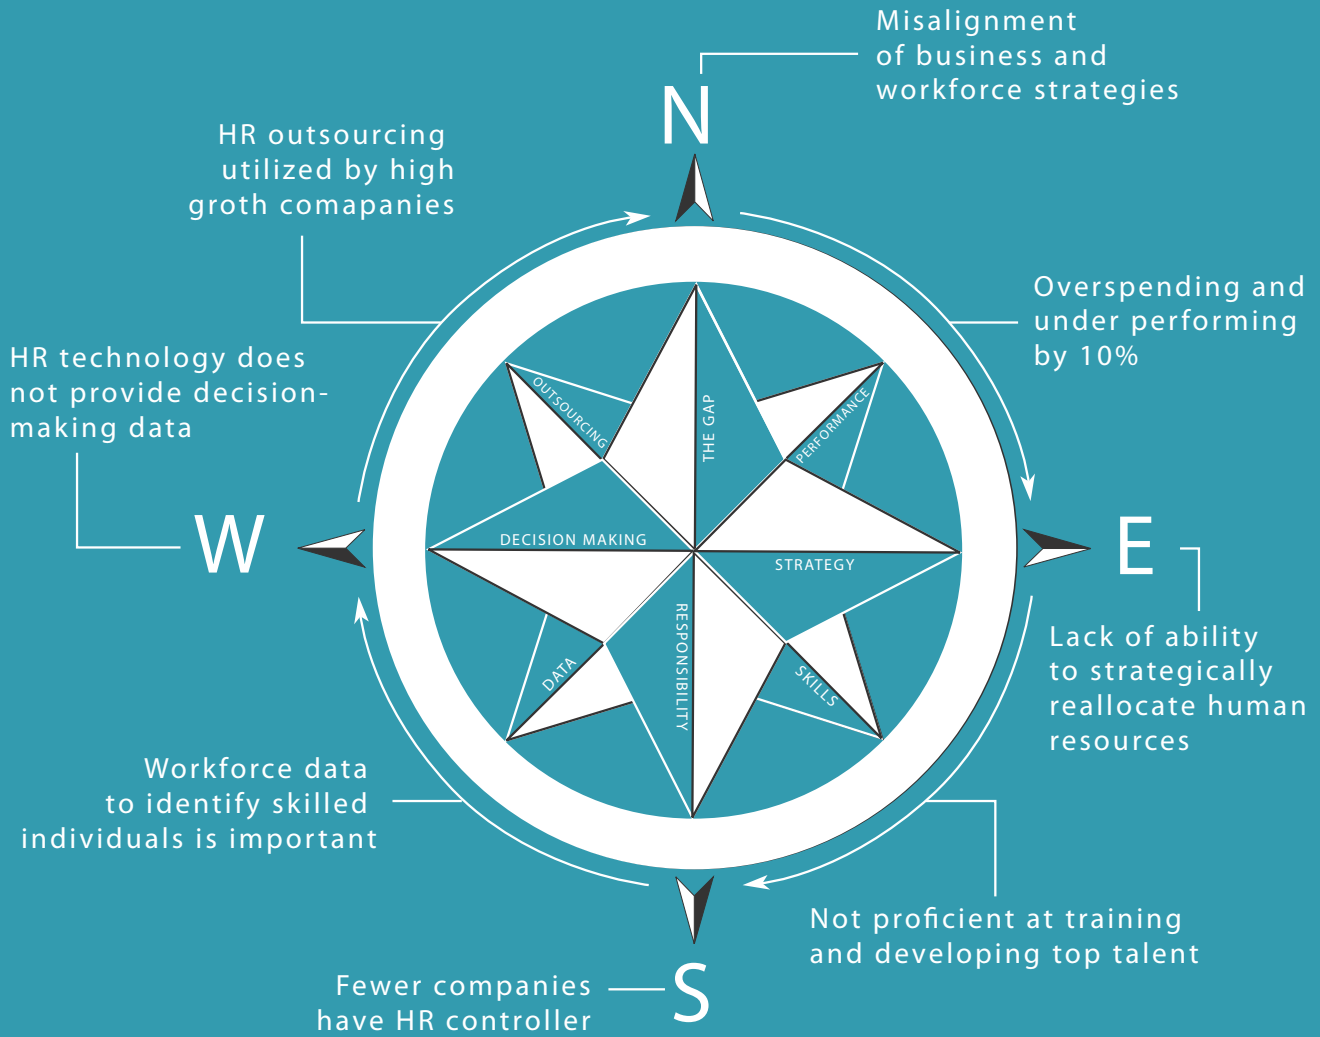 Misalignment
of business and
workforce strategies
N
HR outsourcing
utilized by high
groth comapanies
Overspending and
under performing
by 10%
HR technology does
not provide decision-
making data
OUTSOURCING
THE GAP
PERFORMANCE
W
DECISION MAKING
STRATEGY
E
RESPONSIBILITY
DATA
SKILLS
Lack of ability
to strategically
reallocate human
resources
Workforce data
to identify skilled
individuals is important
Not proficient at training
and developing top talent
S
Fewer companies
have HR controller